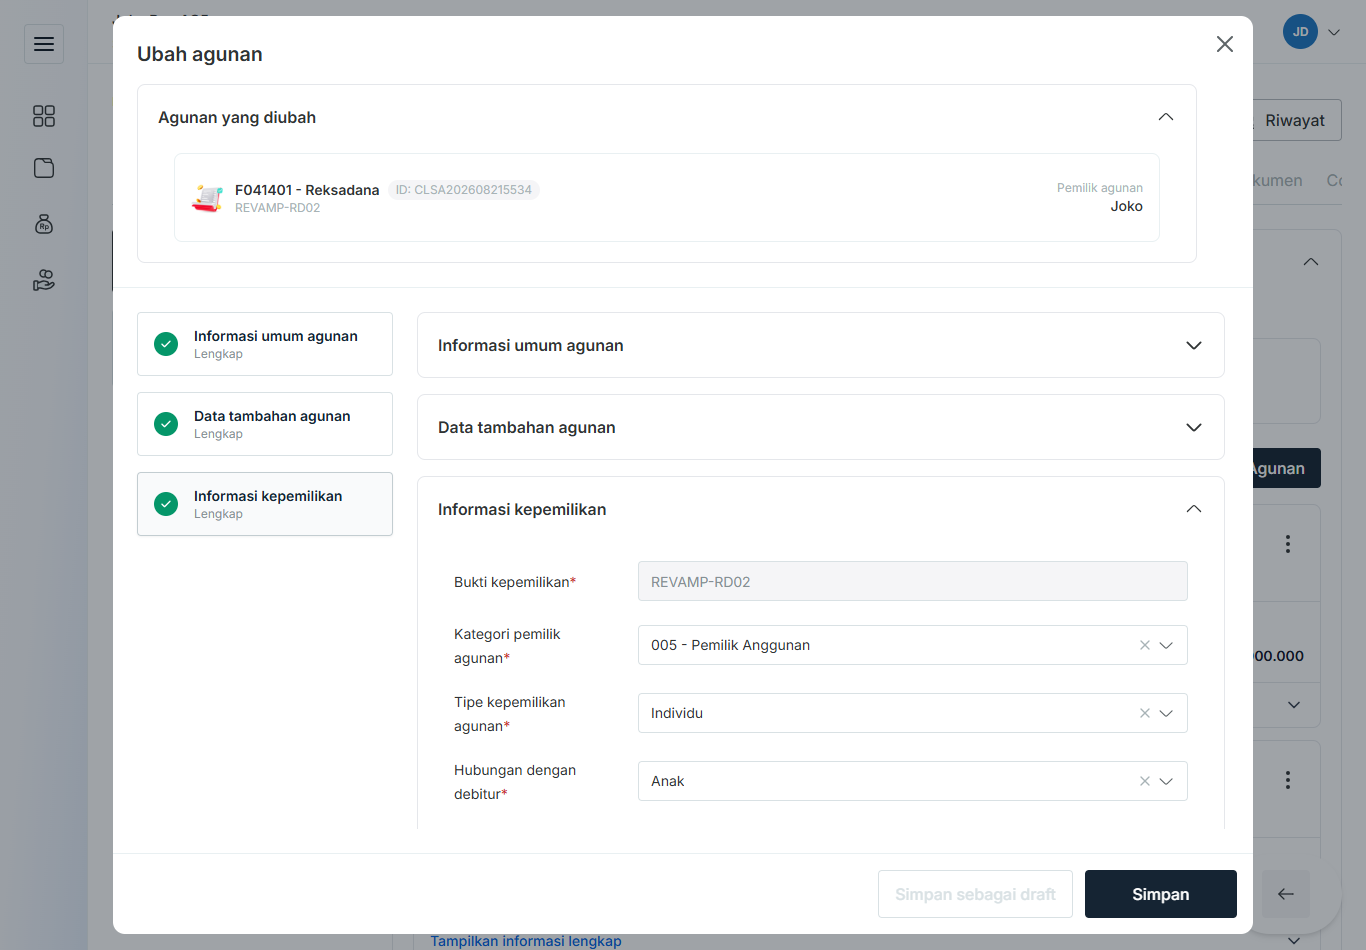 Ubah agunan
JD
Agunan yang diubah
Riwayat
F041401 - Reksadana
ID: CLSA202608215534
REVAMP-RD02
Pemilik agunan
Joko
Informasi umum agunan
Lengkap
Data tambahan agunan
Lengkap
Informasi kepemilikan
Lengkap
Informasi umum agunan
Data tambahan agunan
Informasi kepemilikan
Bukti kepemilikan*
REVAMP-RD02
Kategori pemilik
agunan*
005 - Pemilik Anggunan
Tipe kepemilikan
agunan*
Individu
Hubungan dengan
debitur*
Anak
Agunan
00.000
Simpan sebagai draft
Simpan
Tampilkan informasi lengkap